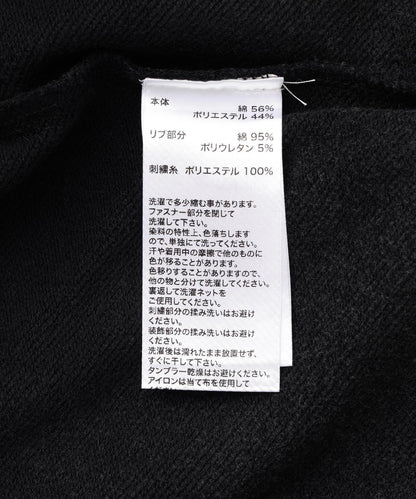 本体 綿 56%
ポリエステル 44%
リブ部分 綿 95%
ポリウレタン 5%
刺繍糸 ポリエステル 100%
洗濯で多少縮む事があります。
ファスナー部分を閉じて
洗濯して下さい。
染料の特性上、色落ちします
ので、単独にて洗ってください。
汗や着用中の摩擦で他のものに
色が移ることがあります。
色移りすることがありますので、
他の物と分けて洗濯してください。
裏返して洗濯ネットを
ご使用してください。
刺繍部分の揉み洗いはお避け
ください。
装飾部分の揉み洗いはお避け
ください。
洗濯後は濡れたまま放置せず、
すぐに干して下さい。
タンブラー乾燥はお避けください。
アイロンは当て布を使用して
ください。